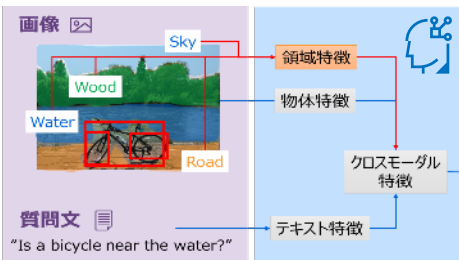 画像
Sky
Wood
Water
Road
質問文
“Is a bicycle near the water?”
領域特徴
物体特徴
クロスモーダル
特徴
テキスト特徴